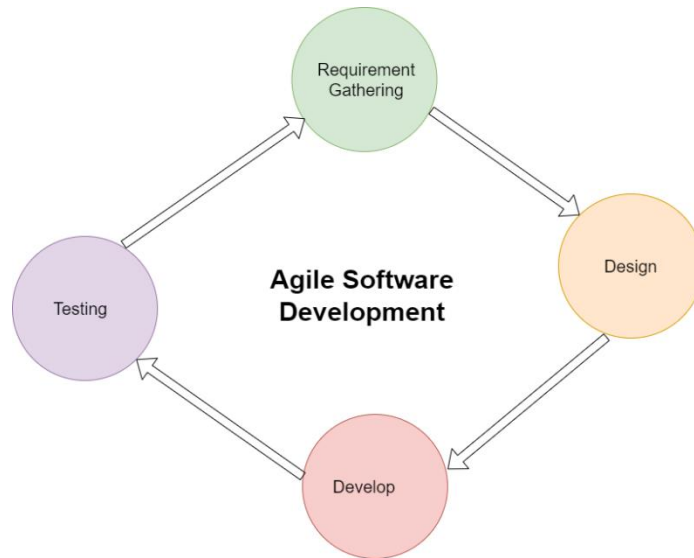 Requirement
Gathering
Design
Agile Software
Development
Testing
Develop